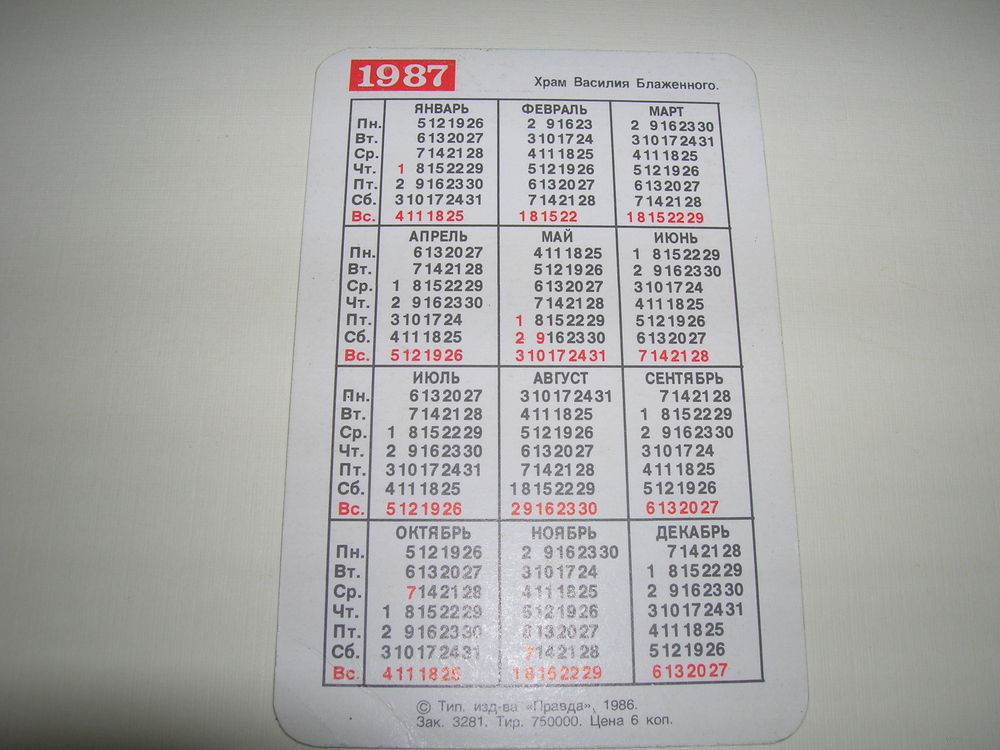 1987
Храм Василия Блаженного.
ЯНВАРЬ ФЕВРАЛЬ МАРТ
Пн. 5 12 19 26 2 9 16 23 2 9 16 23 30
Вт. 6 13 20 27 3 10 17 24 3 10 17 24 31
Ср. 7 14 21 28 4 11 18 25 4 11 18 25
Чт. 1 8 15 22 29 5 12 19 26 5 12 19 26
Пт. 2 9 16 23 30 6 13 20 27 6 13 20 27
Сб. 3 10 17 24 31 7 14 21 28 7 14 21 28
Вс. 4 11 18 25 1 8 15 22 1 8 15 22 29
АПРЕЛЬ МАЙ ИЮНЬ
Пн. 6 13 20 27 4 11 18 25 1 8 15 22 29
Вт. 7 14 21 28 5 12 19 26 2 9 16 23 30
Ср. 1 8 15 22 29 6 13 20 27 3 10 17 24
Чт. 2 9 16 23 30 7 14 21 28 4 11 18 25
Пт. 3 10 17 24 1 8 15 22 29 5 12 19 26
Сб. 4 11 18 25 2 9 16 23 30 6 13 20 27
Вс. 5 12 19 26 3 10 17 24 31 7 14 21 28
ИЮЛЬ АВГУСТ СЕНТЯБРЬ
Пн. 6 13 20 27 3 10 17 24 31 7 14 21 28
Вт. 7 14 21 28 4 11 18 25 1 8 15 22 29
Ср. 1 8 15 22 29 5 12 19 26 2 9 16 23 30
Чт. 2 9 16 23 30 6 13 20 27 3 10 17 24
Пт. 3 10 17 24 31 7 14 21 28 4 11 18 25
Сб. 4 11 18 25 1 8 15 22 29 5 12 19 26
Вс. 5 12 19 26 2 9 16 23 30 6 13 20 27
ОКТЯБРЬ НОЯБРЬ ДЕКАБРЬ
Пн. 5 12 19 26 2 9 16 23 30 7 14 21 28
Вт. 6 13 20 27 3 10 17 24 1 8 15 22 29
Ср. 7 14 21 28 4 11 18 25 2 9 16 23 30
Чт. 1 8 15 22 29 5 12 19 26 3 10 17 24 31
Пт. 2 9 16 23 30 6 13 20 27 4 11 18 25
Сб. 3 10 17 24 31 7 14 21 28 5 12 19 26
Вс. 4 11 18 25 1 8 15 22 29 6 13 20 27
© Тип. изд-ва «Правда», 1986.
Зак. 3281. Тир. 750000. Цена 6 коп.